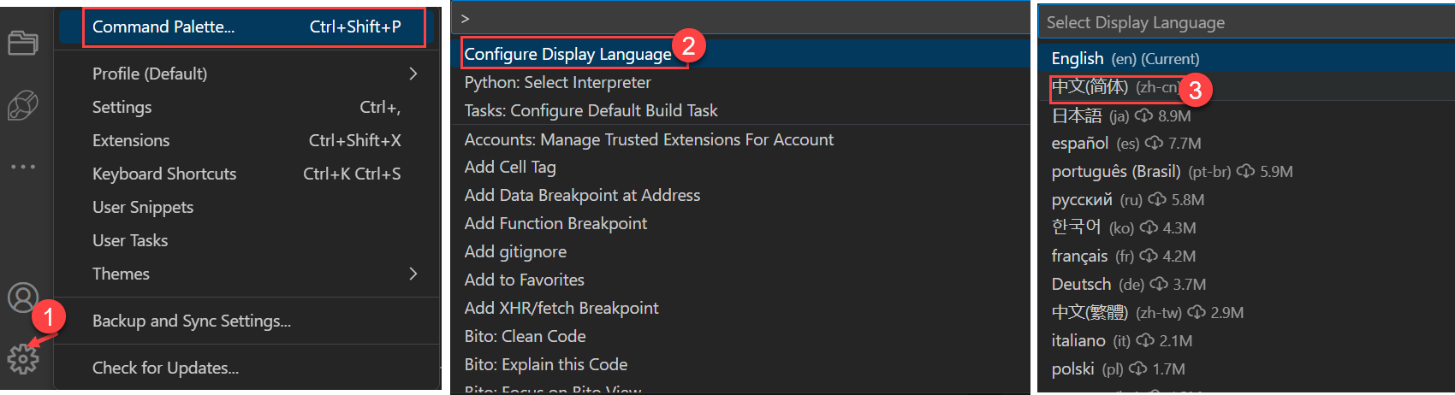 Command Palette... Ctrl+Shift+P
Profile (Default) >
Settings Ctrl+,
Extensions Ctrl+Shift+X
Keyboard Shortcuts Ctrl+K Ctrl+S
User Snippets
User Tasks
Themes >
1
Backup and Sync Settings...
Check for Updates...
>
Configure Display Language 2
Python: Select Interpreter
Tasks: Configure Default Build Task
Accounts: Manage Trusted Extensions For Account
Add Cell Tag
Add Data Breakpoint at Address
Add Function Breakpoint
Add gitignore
Add to Favorites
Add XHR/fetch Breakpoint
Bito: Clean Code
Bito: Explain this Code
Bito: Focus on Bito View
Select Display Language
English (en) (Current)
中文(简体) (zh-cn) 3
日本語 (ja) 8.9M
español (es) 7.7M
português (Brasil) (pt-br) 5.9M
русский (ru) 5.8M
한국어 (ko) 4.3M
français (fr) 4.2M
Deutsch (de) 3.7M
中文(繁體) (zh-tw) 2.9M
italiano (it) 2.1M
polski (pl) 1.7M